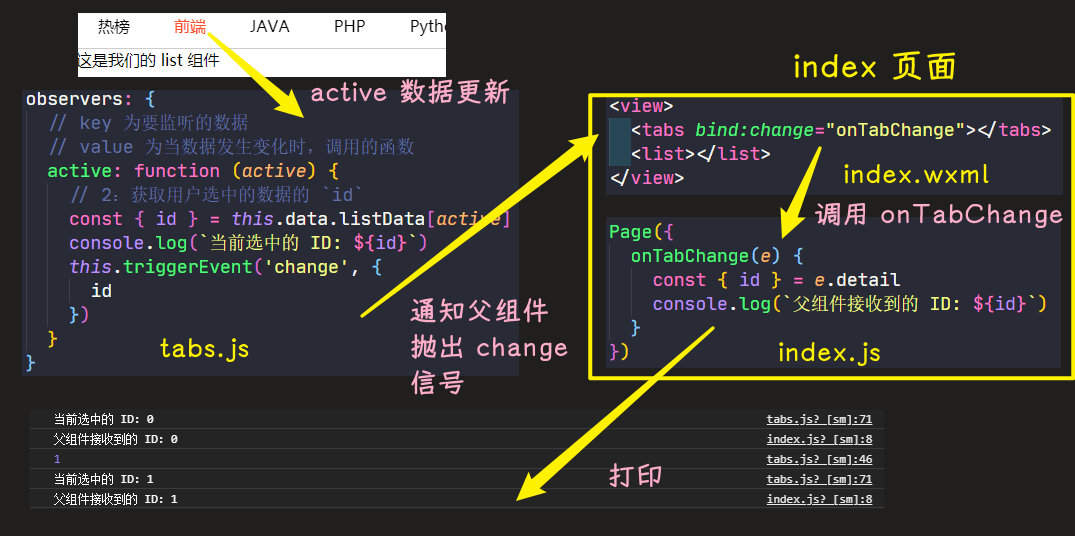 热榜 前端 JAVA PHP Pytho
这是我们的 list 组件
active 数据更新
observers: {
// key 为要监听的数据
// value 为当数据发生变化时，调用的函数
active: function (active) {
// 2：获取用户选中的数据的 `id`
const { id } = this.data.listData[active]
console.log(`当前选中的 ID: ${id}`)
this.triggerEvent('change', {
id
})
}
}
tabs.js
通知父组件
抛出 change
信号
index 页面
<view>
<tabs bind:change="onTabChange"></tabs>
<list></list>
</view>
index.wxml
调用 onTabChange
Page({
onTabChange(e) {
const { id } = e.detail
console.log(`父组件接收到的 ID: ${id}`)
}
})
index.js
当前选中的 ID: 0 tabs.js? [sm]:71
父组件接收到的 ID: 0 index.js? [sm]:8
1 tabs.js? [sm]:46
当前选中的 ID: 1 tabs.js? [sm]:71
父组件接收到的 ID: 1 index.js? [sm]:8
打印